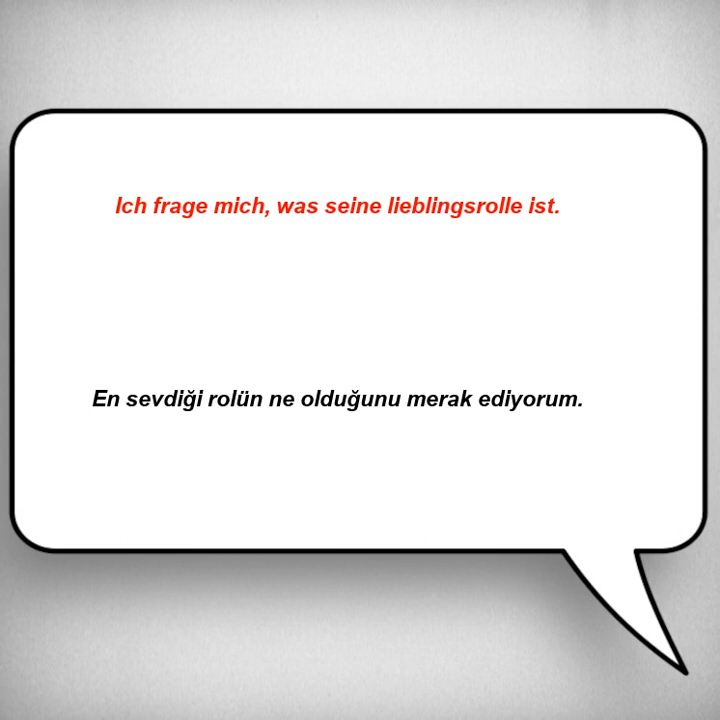 Ich frage mich, was seine lieblingsrolle ist.
En sevdiği rolün ne olduğunu merak ediyorum.